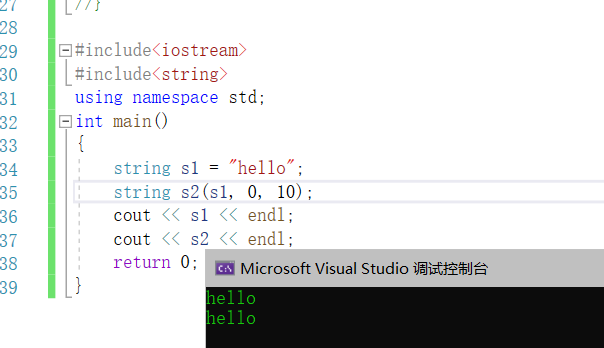 27 //}
28
29 #include<iostream>
30 #include<string>
31 using namespace std;
32 int main()
33 {
34 string s1 = "hello";
35 string s2(s1, 0, 10);
36 cout << s1 << endl;
37 cout << s2 << endl;
38 return 0;
39 }
Microsoft Visual Studio 调试控制台
hello
hello